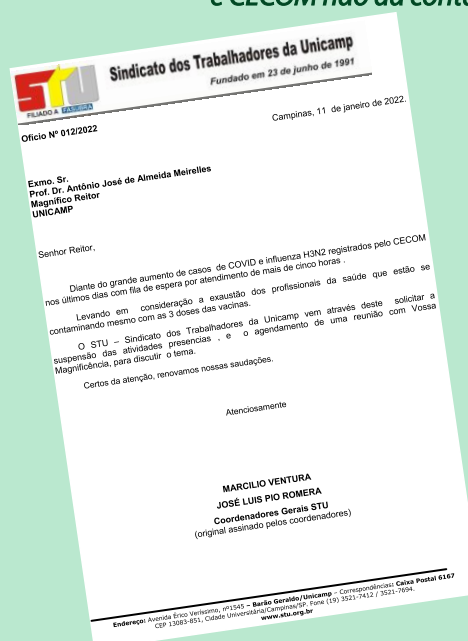 e CECOM não dá conta
STU
FILIADO A FASUBRA
Sindicato dos Trabalhadores da Unicamp
Fundado em 23 de junho de 1991
Ofício Nº 012/2022
Campinas, 11 de janeiro de 2022.
Exmo. Sr.
Prof. Dr. Antônio José de Almeida Meirelles
Magnífico Reitor
UNICAMP
Senhor Reitor,
Diante do grande aumento de casos de COVID e influenza H3N2 registrados pelo CECOM
nos últimos dias com fila de espera por atendimento de mais de cinco horas .
Levando em consideração a exaustão dos profissionais da saúde que estão se
contaminando mesmo com as 3 doses das vacinas.
O STU – Sindicato dos Trabalhadores da Unicamp vem através deste solicitar a
suspensão das atividades presencias , e o agendamento de uma reunião com Vossa
Magnificência, para discutir o tema.
Certos da atenção, renovamos nossas saudações.
Atenciosamente
MARCILIO VENTURA
JOSÉ LUIS PIO ROMERA
Coordenadores Gerais STU
(original assinado pelos coordenadores)
Endereço: Avenida Érico Veríssimo, nº1545 – Barão Geraldo/Unicamp – Correspondências: Caixa Postal 6167
CEP 13083-851, Cidade Universitária/Campinas/SP. Fone (19) 3521-7412 / 3521-7694.
www.stu.org.br